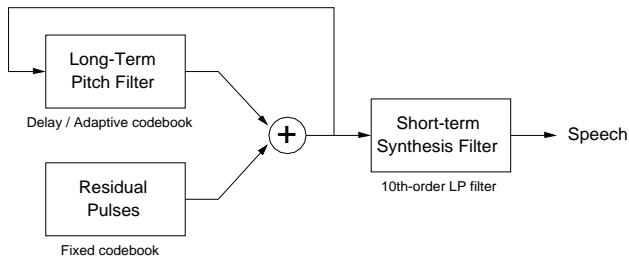 Long-Term
Pitch Filter
Delay / Adaptive codebook
+
Short-term
Synthesis Filter
10th-order LP filter
Speech
Residual
Pulses
Fixed codebook